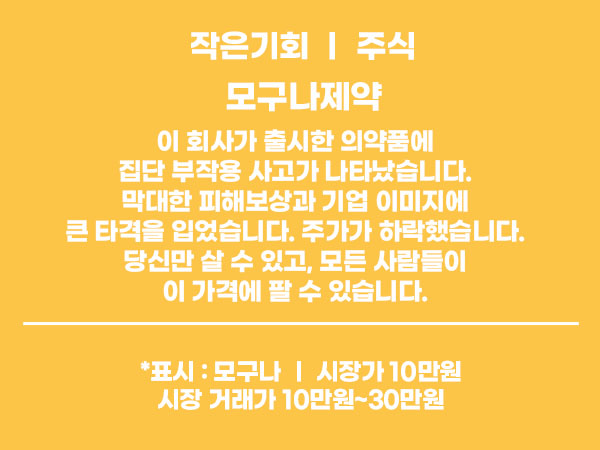 작은기회 | 주식
모구나제약
이 회사가 출시한 의약품에
집단 부작용 사고가 나타났습니다.
막대한 피해보상과 기업 이미지에
큰 타격을 입었습니다. 주가가 하락했습니다.
당신만 살 수 있고, 모든 사람들이
이 가격에 팔 수 있습니다.
*표시 : 모구나 | 시장가 10만원
시장 거래가 10만원~30만원